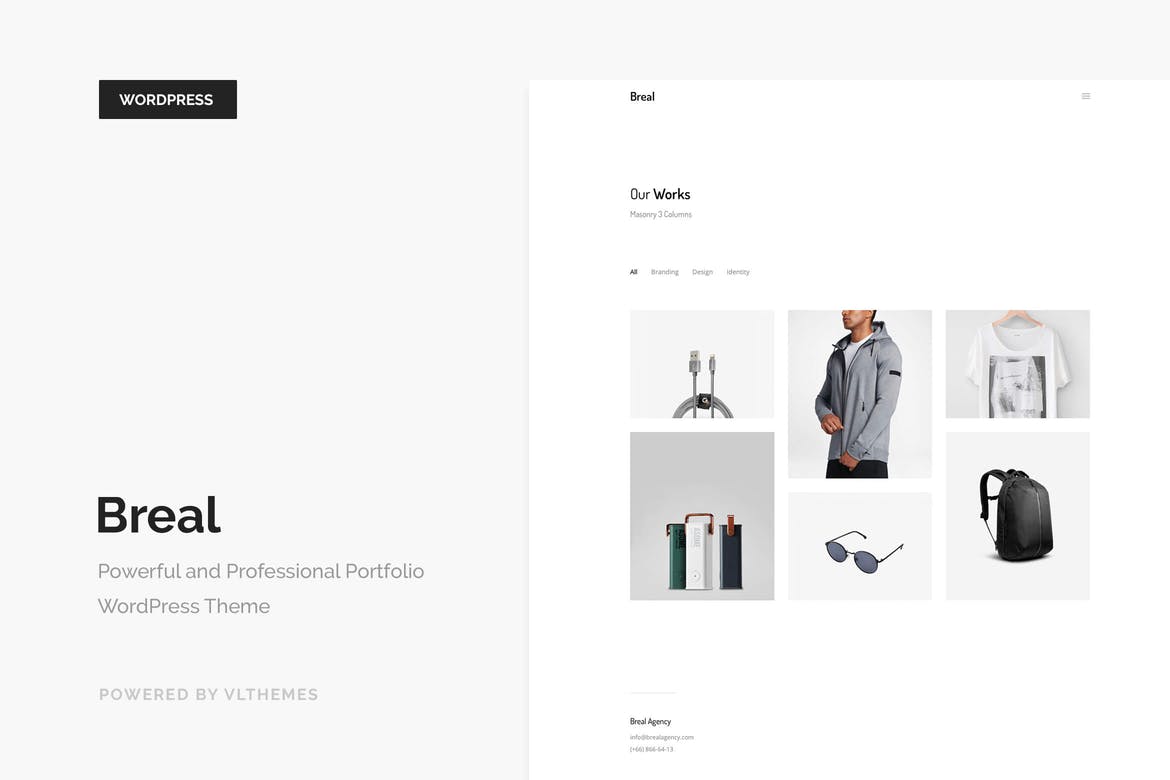 WORDPRESS
Breal
Powerful and Professional Portfolio
WordPress Theme
POWERED BY VLTHEMES
Breal
Our Works
Masonry 3 Columns
All Branding Design Identity
Breal Agency
info@brealagency.com
(+66) 866-64-13